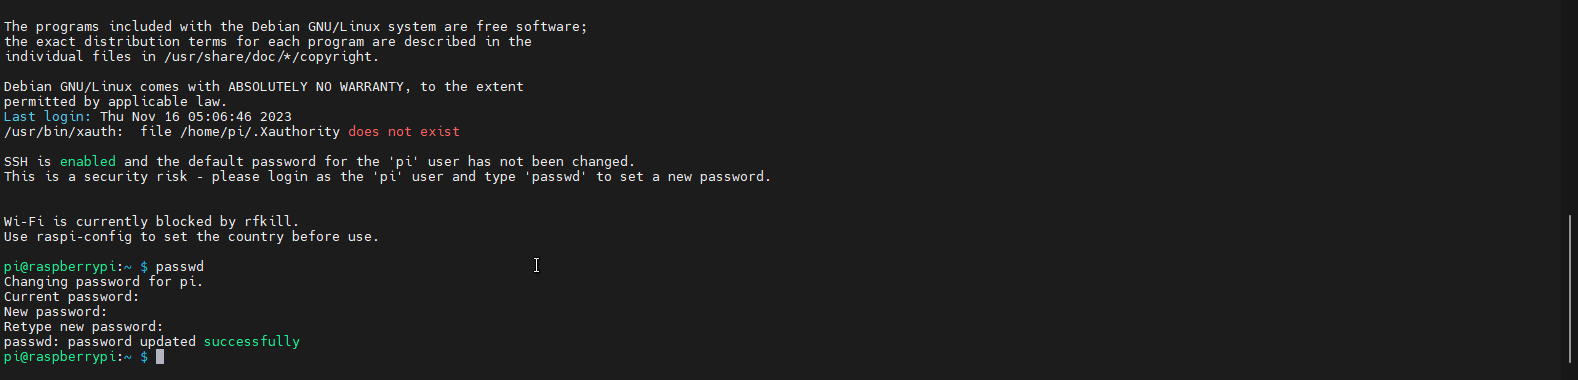 The programs included with the Debian GNU/Linux system are free software;
the exact distribution terms for each program are described in the
individual files in /usr/share/doc/*/copyright.
Debian GNU/Linux comes with ABSOLUTELY NO WARRANTY, to the extent
permitted by applicable law.
Last login: Thu Nov 16 05:06:46 2023
/usr/bin/xauth:  file /home/pi/.Xauthority does not exist
SSH is enabled and the default password for the 'pi' user has not been changed.
This is a security risk - please login as the 'pi' user and type 'passwd' to set a new password.
Wi-Fi is currently blocked by rfkill.
Use raspi-config to set the country before use.
pi@raspberrypi:~ $ passwd
Changing password for pi.
Current password:
New password:
Retype new password:
passwd: password updated successfully
pi@raspberrypi:~ $